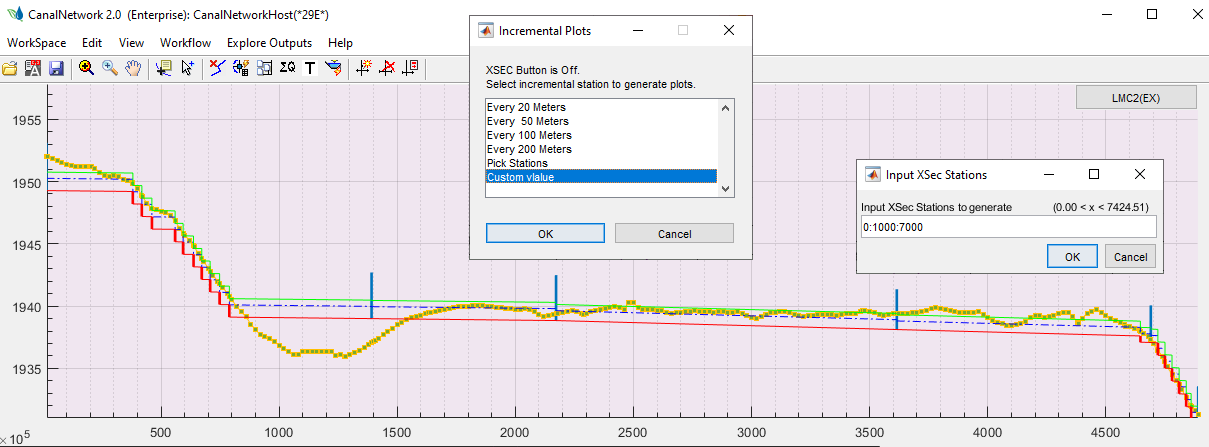 CanalNetwork 2.0 (Enterprise): CanalNetworkHost(*29E*)
WorkSpace Edit View Workflow Explore Outputs Help
ΣQ T
Incremental Plots
XSEC Button is Off.
Select incremental station to generate plots.
Every 20 Meters
Every 50 Meters
Every 100 Meters
Every 200 Meters
Pick Stations
Custom vlalue
OK Cancel
LMC2(EX)
Input XSec Stations
Input XSec Stations to generate (0.00 < x < 7424.51)
0:1000:7000
OK Cancel
1955
1950
1945
1940
1935
×10^5
500 1000 1500 2000 2500 3000 3500 4000 4500